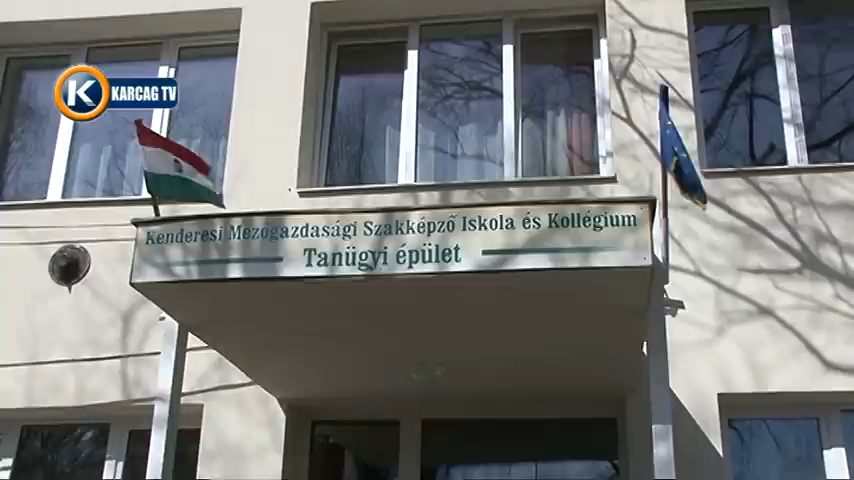 K KARCAG TV
Kenderesi Mezőgazdasági Szakképző Iskola és Kollégium
Tanügyi épület